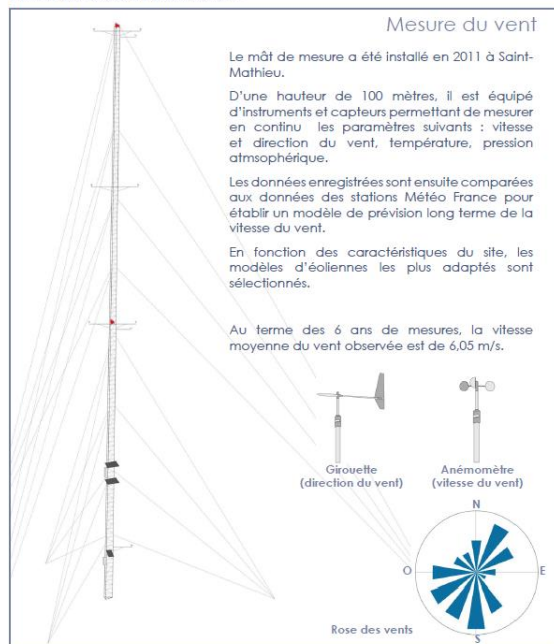 Mesure du vent
Le mât de mesure a été installé en 2011 à Saint-
Mathieu.
D'une hauteur de 100 mètres, il est équipé
d'instruments et capteurs permettant de mesurer
en continu les paramètres suivants : vitesse
et direction du vent, température, pression
atmsophérique.
Les données enregistrées sont ensuite comparées
aux données des stations Météo France pour
établir un modèle de prévision long terme de la
vitesse du vent.
En fonction des caractéristiques du site, les
modèles d'éoliennes les plus adaptés sont
sélectionnés.
Au terme des 6 ans de mesures, la vitesse
moyenne du vent observée est de 6,05 m/s.
Girouette
(direction du vent)
Anémomètre
(vitesse du vent)
N
O
E
S
Rose des vents